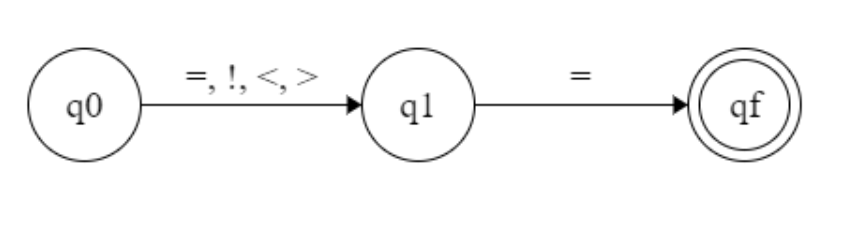 =, !, <, >
=
q0
q1
qf